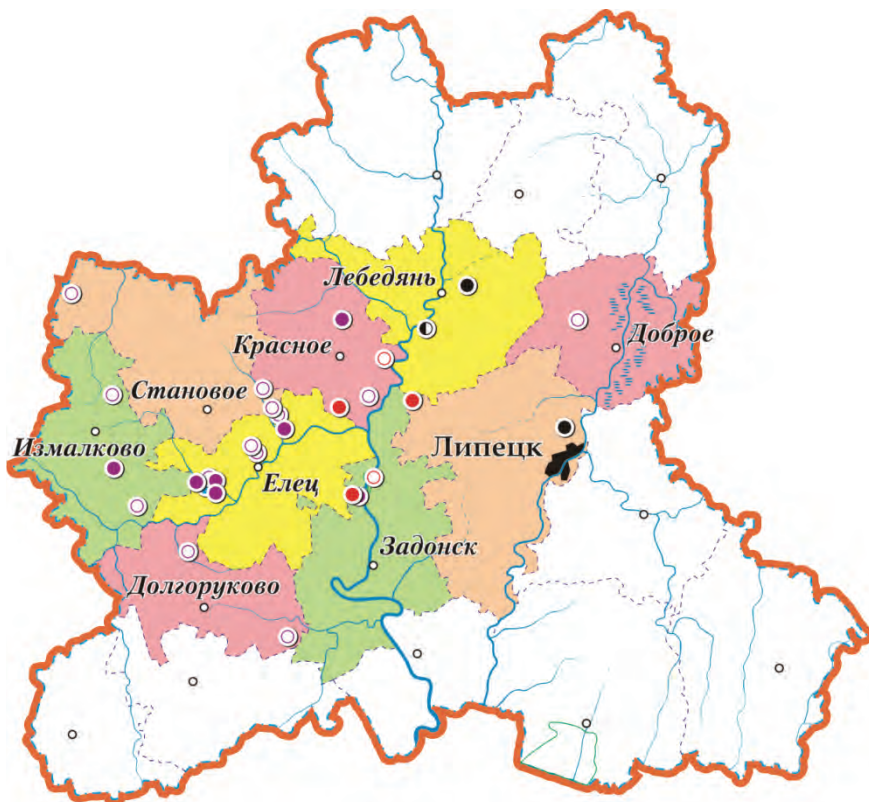 Лебедянь
Красное
Доброе
Становое
Измалково
Липецк
Елец
Задонск
Долгоруково